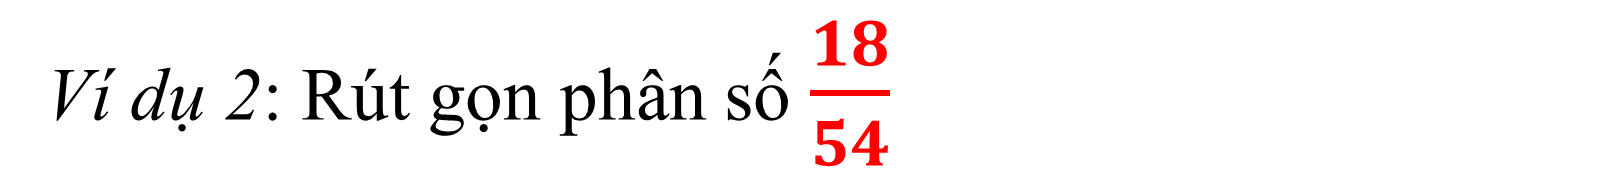 Ví dụ 2: Rút gọn phân số 18/54